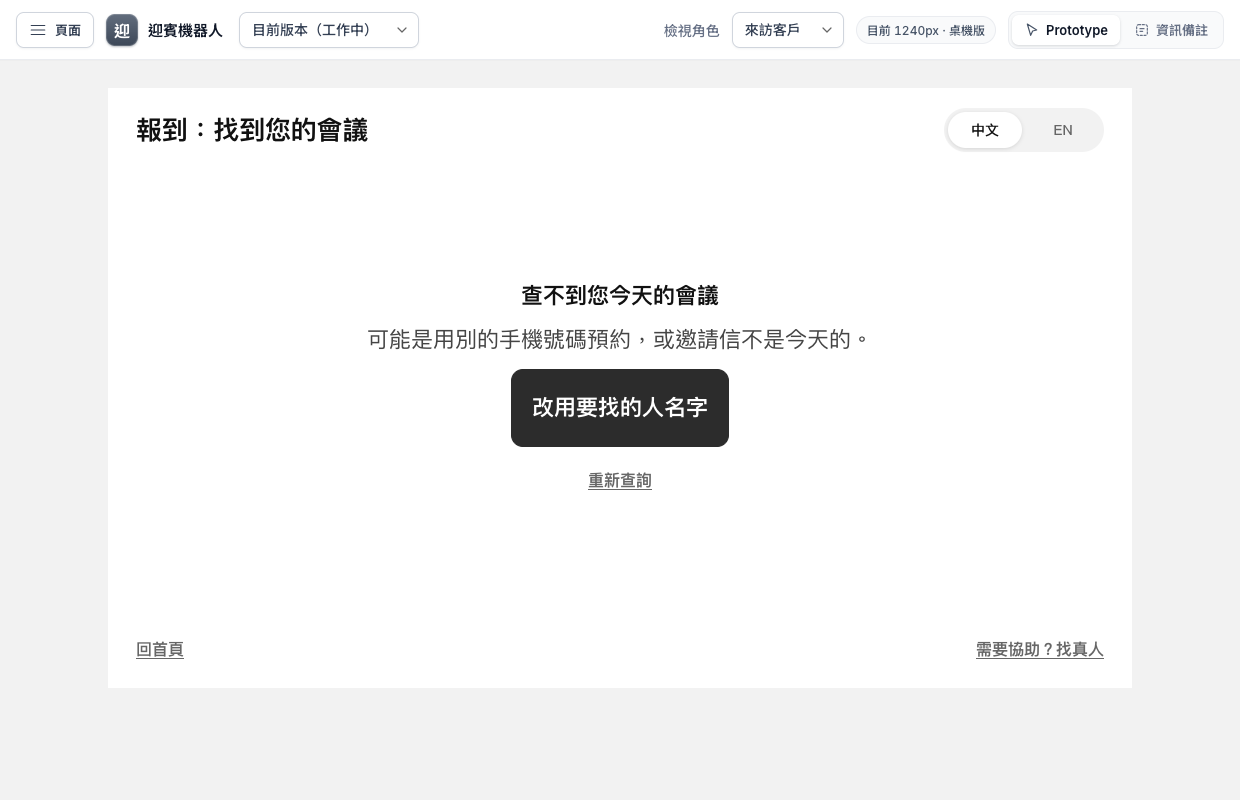 頁面
迎
迎賓機器人
目前版本（工作中）
檢視角色
來訪客戶
目前 1240px · 桌機版
Prototype
資訊備註
報到：找到您的會議
中文
EN
查不到您今天的會議
可能是用別的手機號碼預約，或邀請信不是今天的。
改用要找的人名字
重新查詢
回首頁
需要協助？找真人